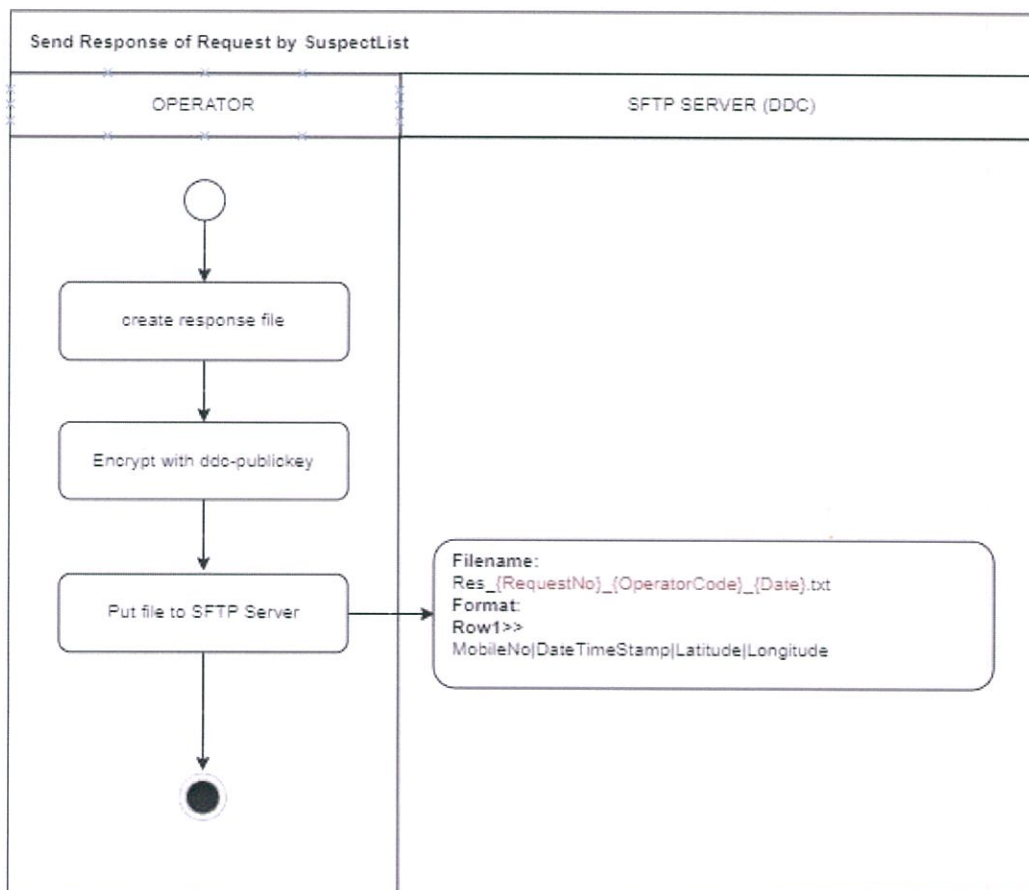 Send Response of Request by SuspectList
OPERATOR
SFTP SERVER (DDC)
create response file
Encrypt with ddc-publickey
Put file to SFTP Server
Filename:
Res_{RequestNo}_{OperatorCode}_{Date}.txt
Format:
Row1>>
MobileNo|DateTimeStamp|Latitude|Longitude